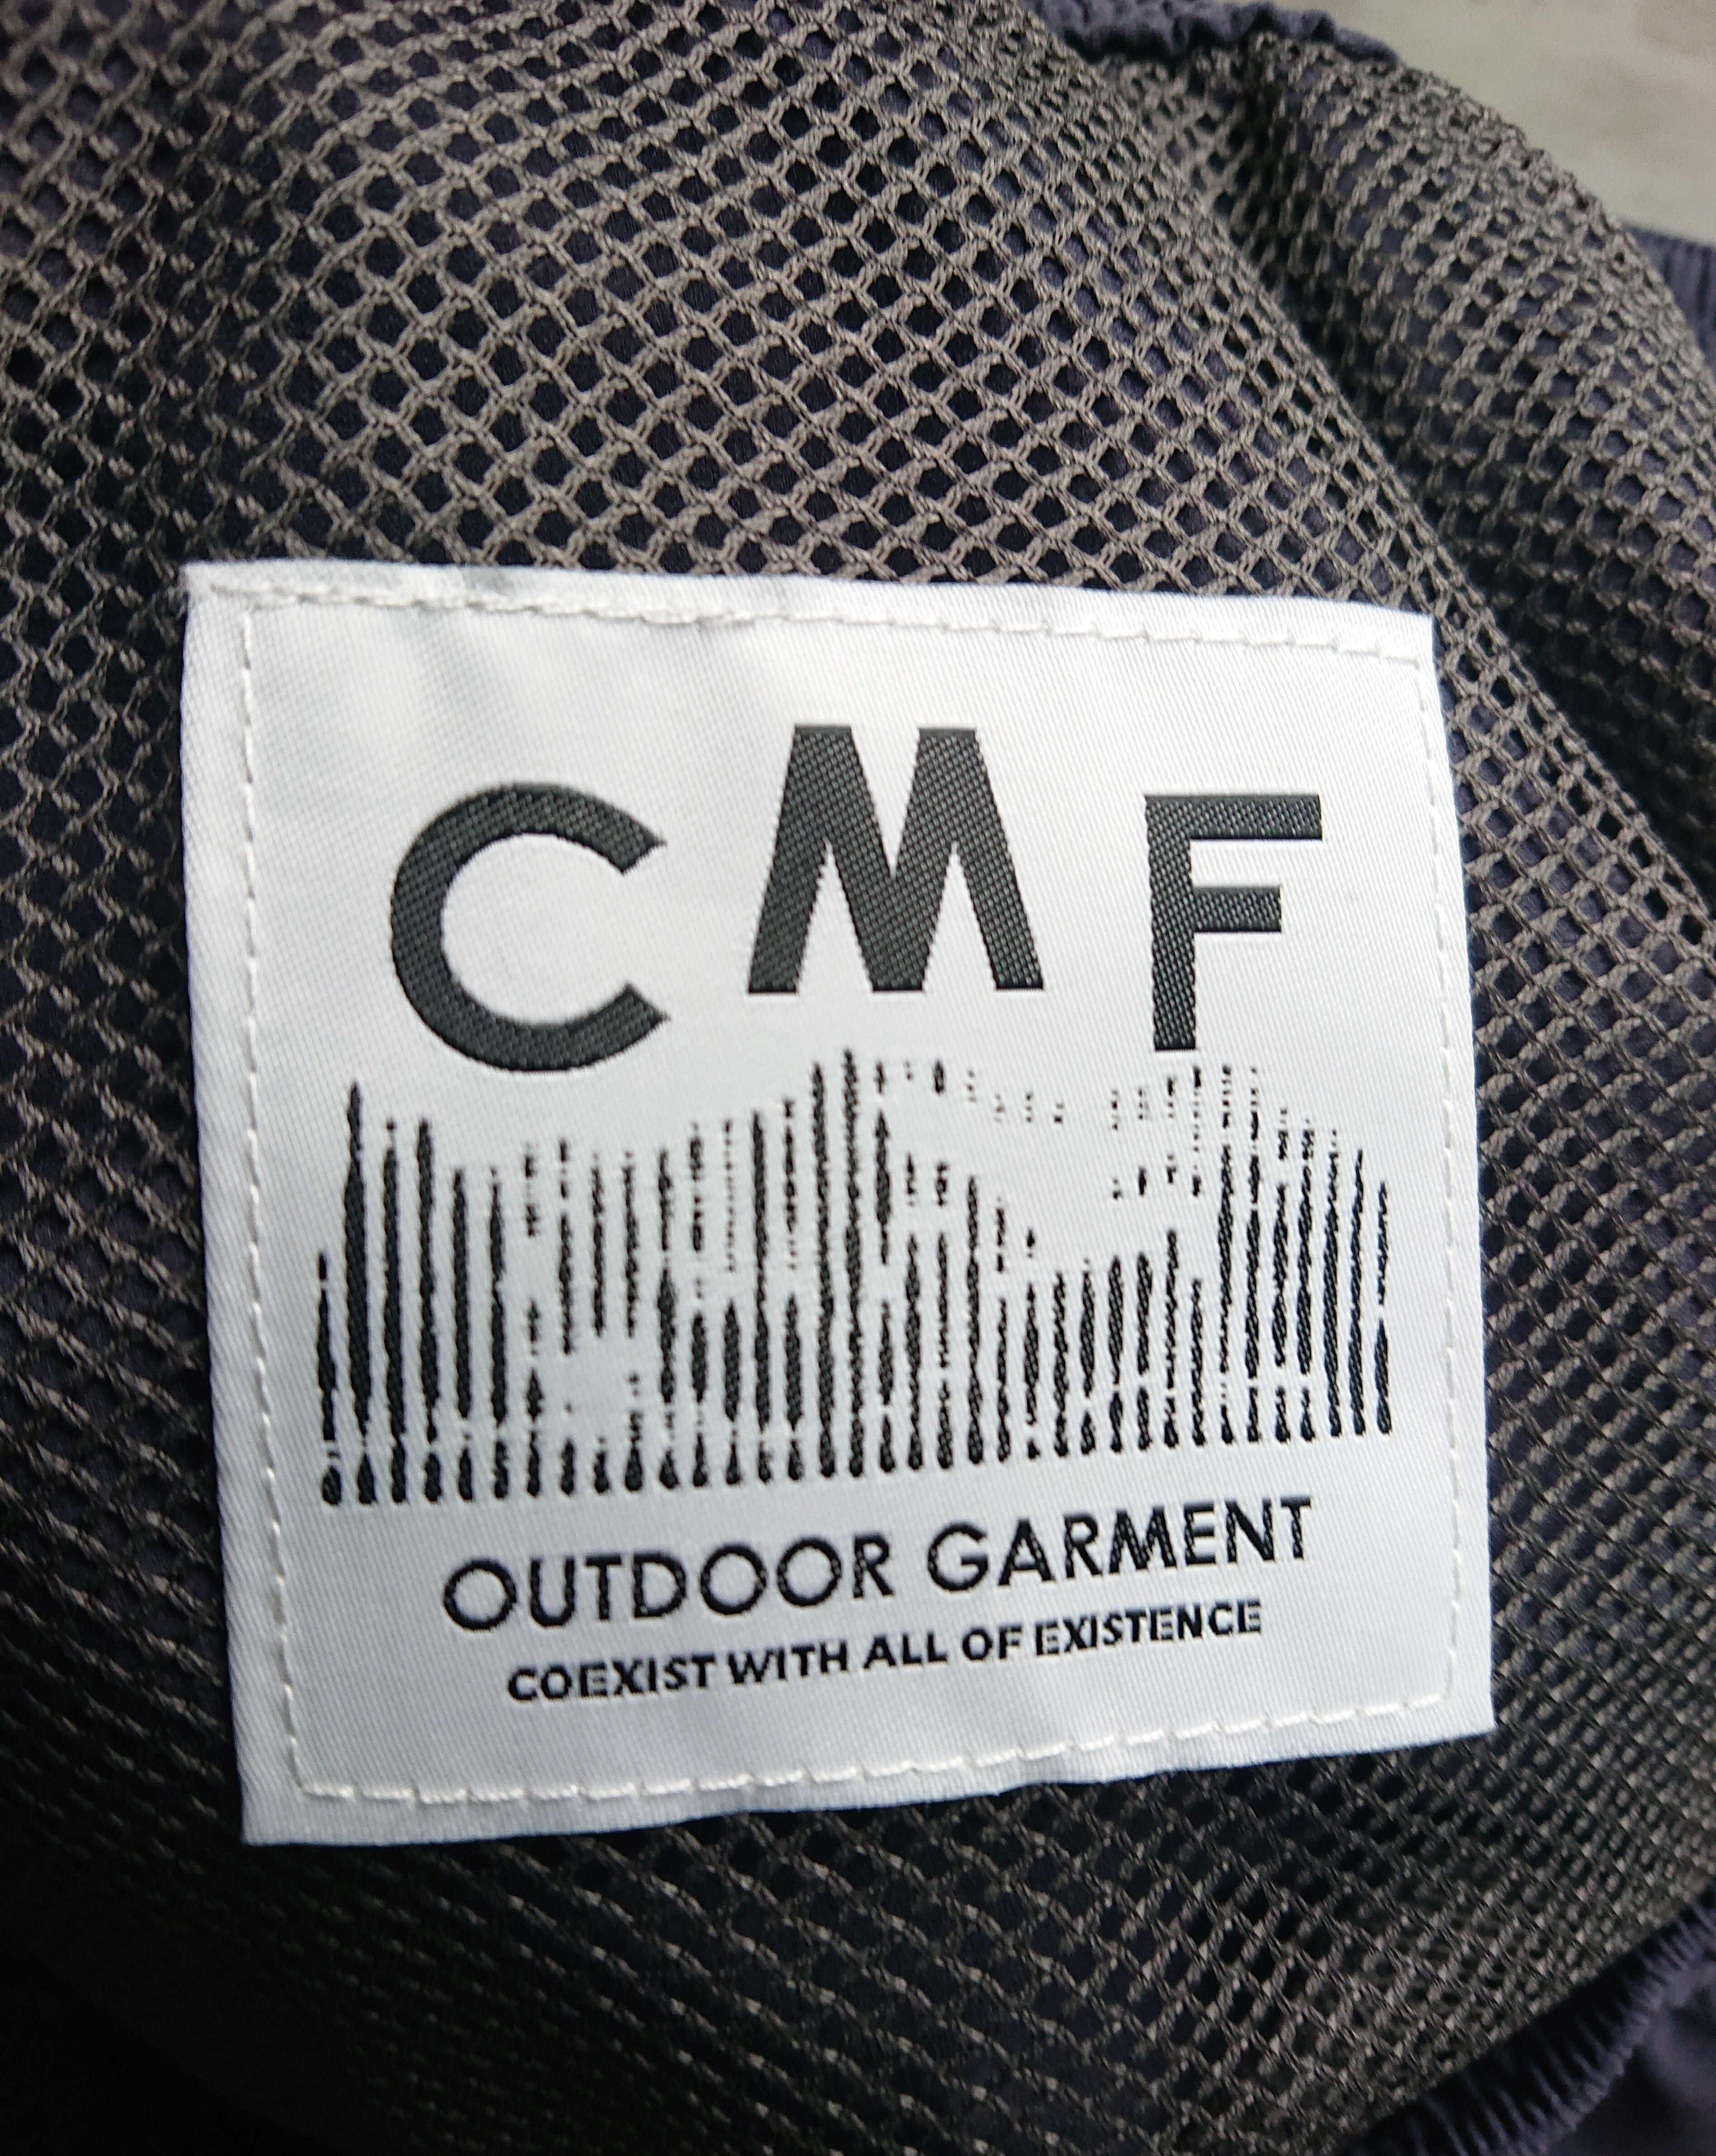 CMF
OUTDOOR GARMENT
COEXIST WITH ALL OF EXISTENCE